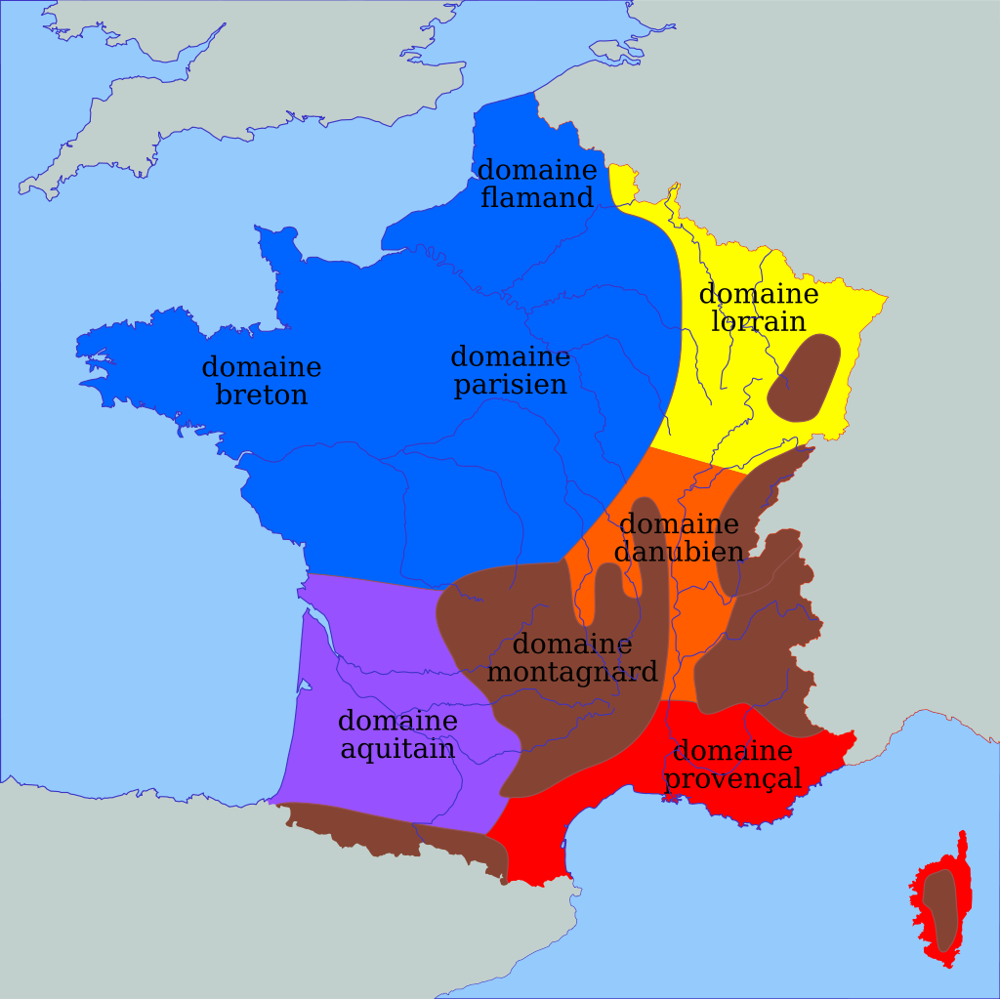 domaine
flamand
domaine
lorrain
domaine
breton
domaine
parisien
domaine
danubien
domaine
montagnard
domaine
aquitain
domaine
provençal